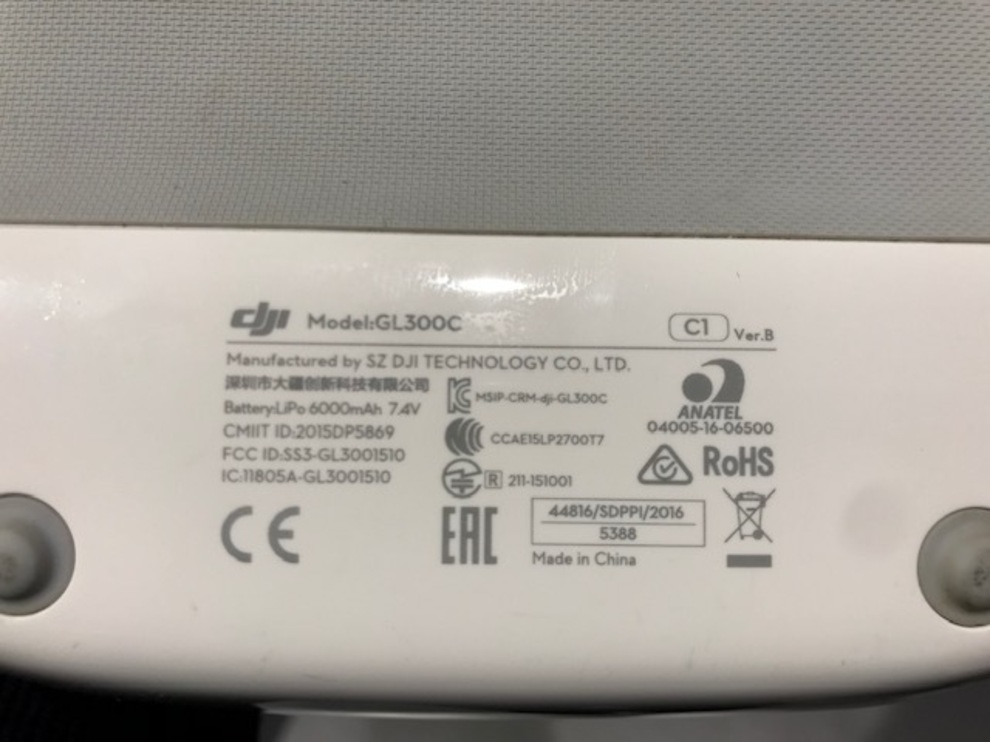 dji Model:GL300C C1 Ver.B
Manufactured by SZ DJI TECHNOLOGY CO., LTD.
深圳市大疆创新科技有限公司
Battery:LiPo 6000mAh 7.4V
CMIIT ID:2015DP5869
FCC ID:SS3-GL3001510
IC:11805A-GL3001510
CE
MSIP-CRM-dji-GL300C
CCAE15LP2700T7
R 211-151001
EAC
44816/SDPPI/2016
5388
Made in China
ANATEL
04005-16-06500
RoHS